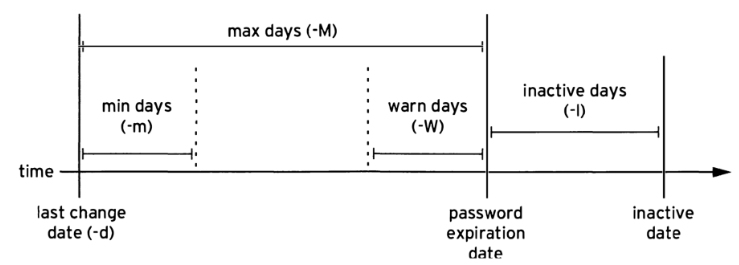 max days (-M)
min days
(-m)
warn days
(-W)
inactive days
(-I)
time
last change
date (-d)
password
expiration
date
inactive
date